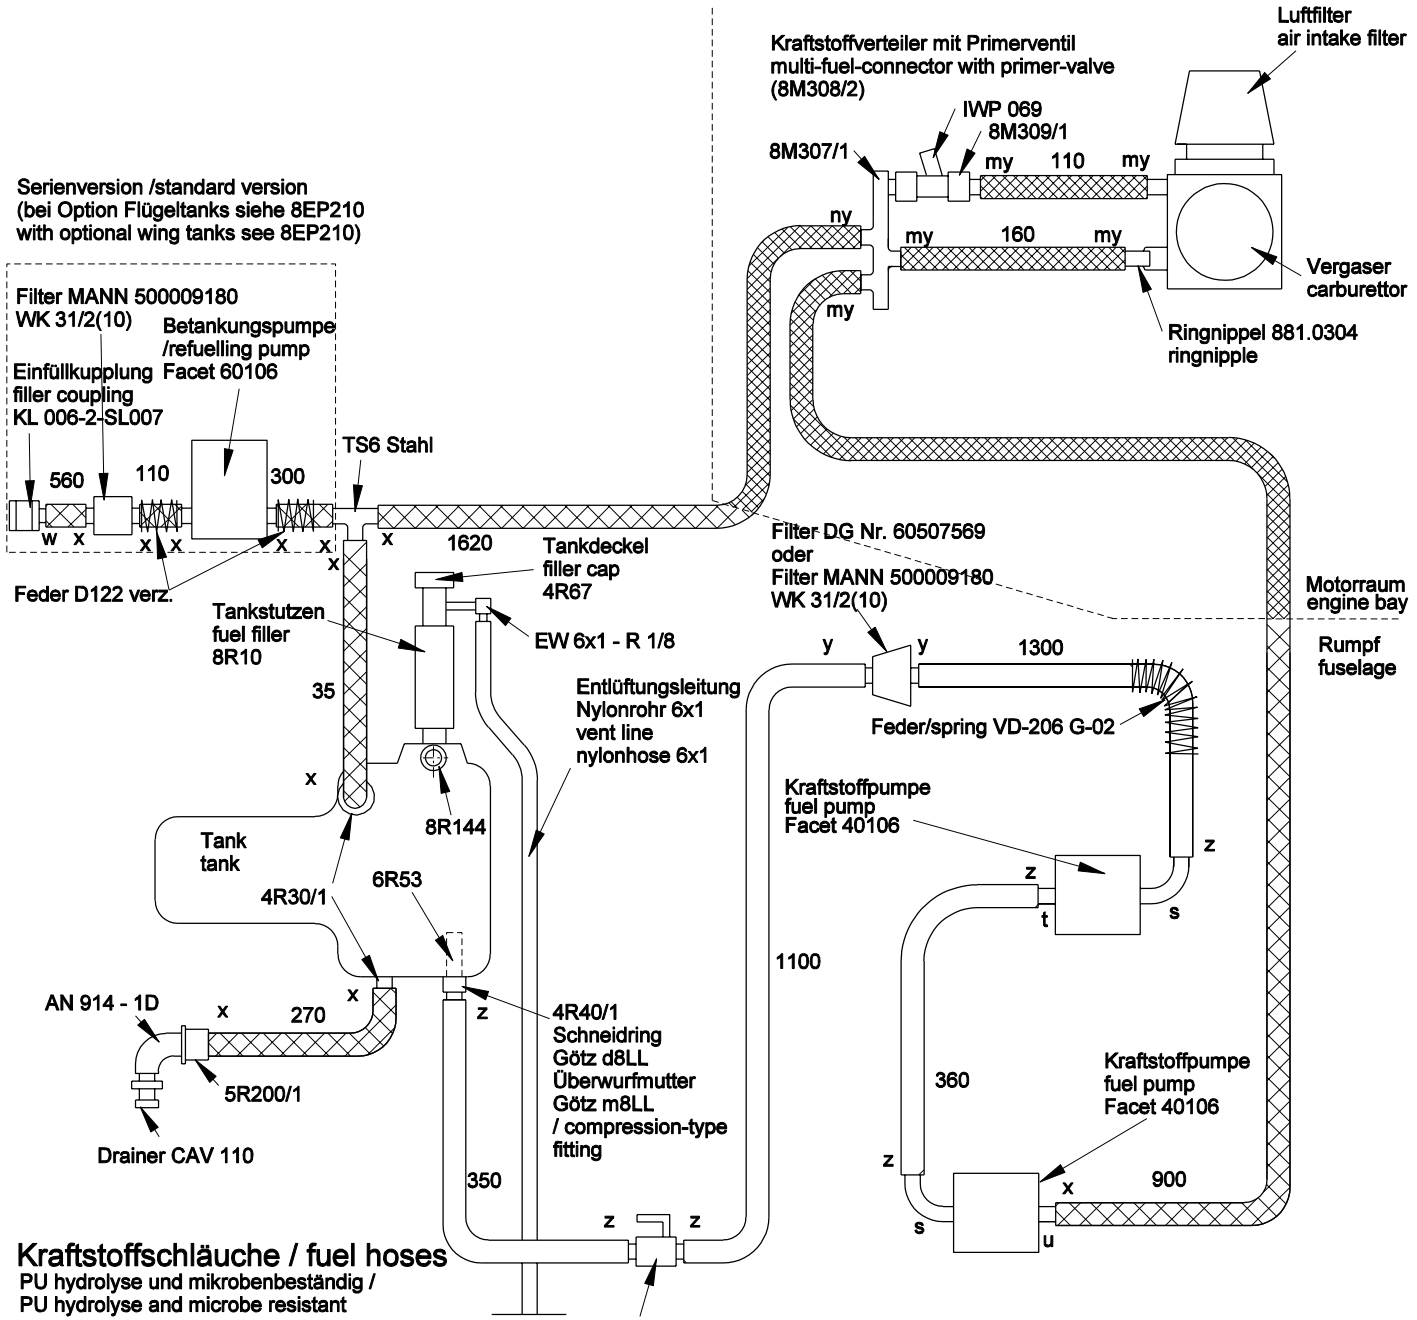 Luftfilter
air intake filter
Kraftstoffverteiler mit Primerventil
multi-fuel-connector with primer-valve
(8M308/2)
IWP 069
8M309/1
8M307/1
my
110
my
Serienversion /standard version
(bei Option Flügeltanks siehe 8EP210
with optional wing tanks see 8EP210)
ny
my
160
my
my
Vergaser
carburettor
Ringnippel 881.0304
ringnipple
Filter MANN 500009180
WK 31/2(10)
Betankungspumpe
/refuelling pump
Facet 60106
Einfüllkupplung
filler coupling
KL 006-2-SL007
TS6 Stahl
560
110
300
w
x
x
x
x
x
x
x
1620
Feder D122 verz.
Tankdeckel
filler cap
4R67
Filter DG Nr. 60507569
oder
Filter MANN 500009180
WK 31/2(10)
Motorraum
engine bay
Rumpf
fuselage
Tankstutzen
fuel filler
8R10
EW 6x1 - R 1/8
y
y
1300
35
Entlüftungsleitung
Nylonrohr 6x1
vent line
nylonhose 6x1
Feder/spring VD-206 G-02
x
Kraftstoffpumpe
fuel pump
Facet 40106
8R144
Tank
tank
z
z
6R53
4R30/1
t
s
1100
AN 914 - 1D
x
x
270
z
4R40/1
Schneidring
Götz d8LL
Überwurfmutter
Götz m8LL
/ compression-type
fitting
5R200/1
360
Kraftstoffpumpe
fuel pump
Facet 40106
Drainer CAV 110
350
z
x
900
z
z
s
u
Kraftstoffschläuche / fuel hoses
PU hydrolyse und mikrobenbeständig /
PU hydrolyse and microbe resistant